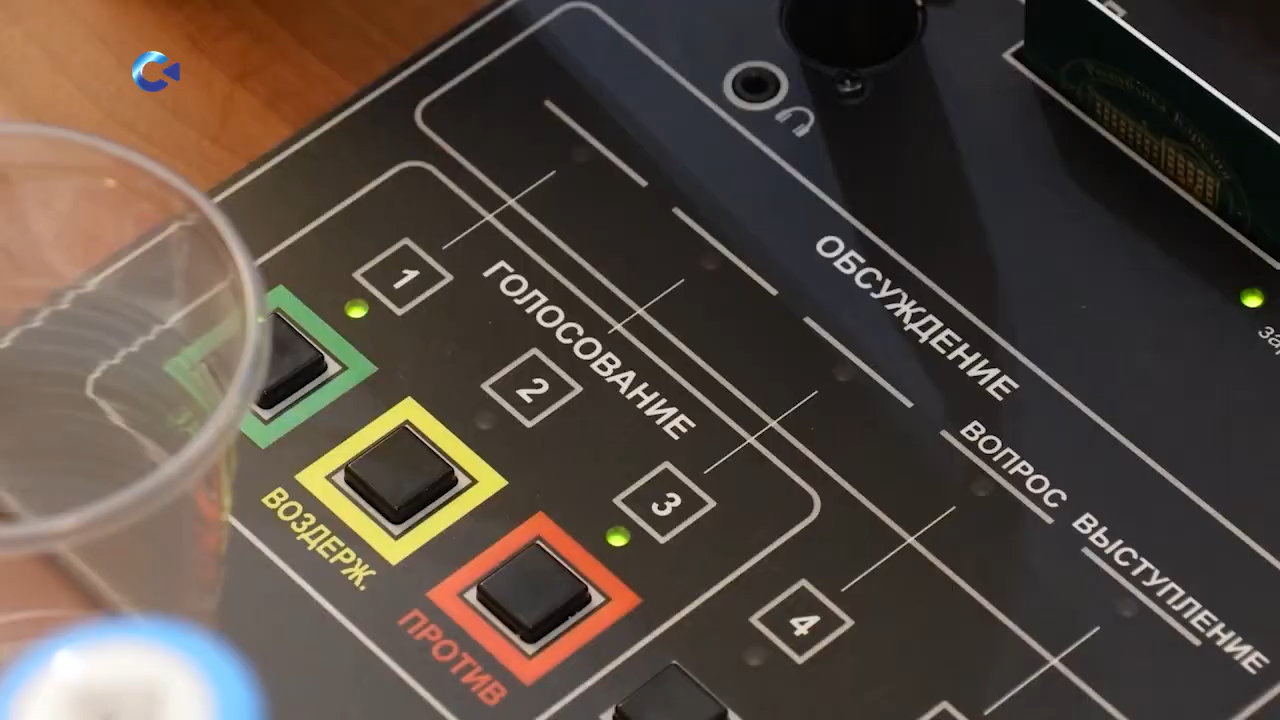 ОБСУЖДЕНИЕ
1
ГОЛОСОВАНИЕ
2
ВОПРОС
ВЫСТУПЛЕНИЕ
3
ВОЗДЕРЖ.
4
ПРОТИВ